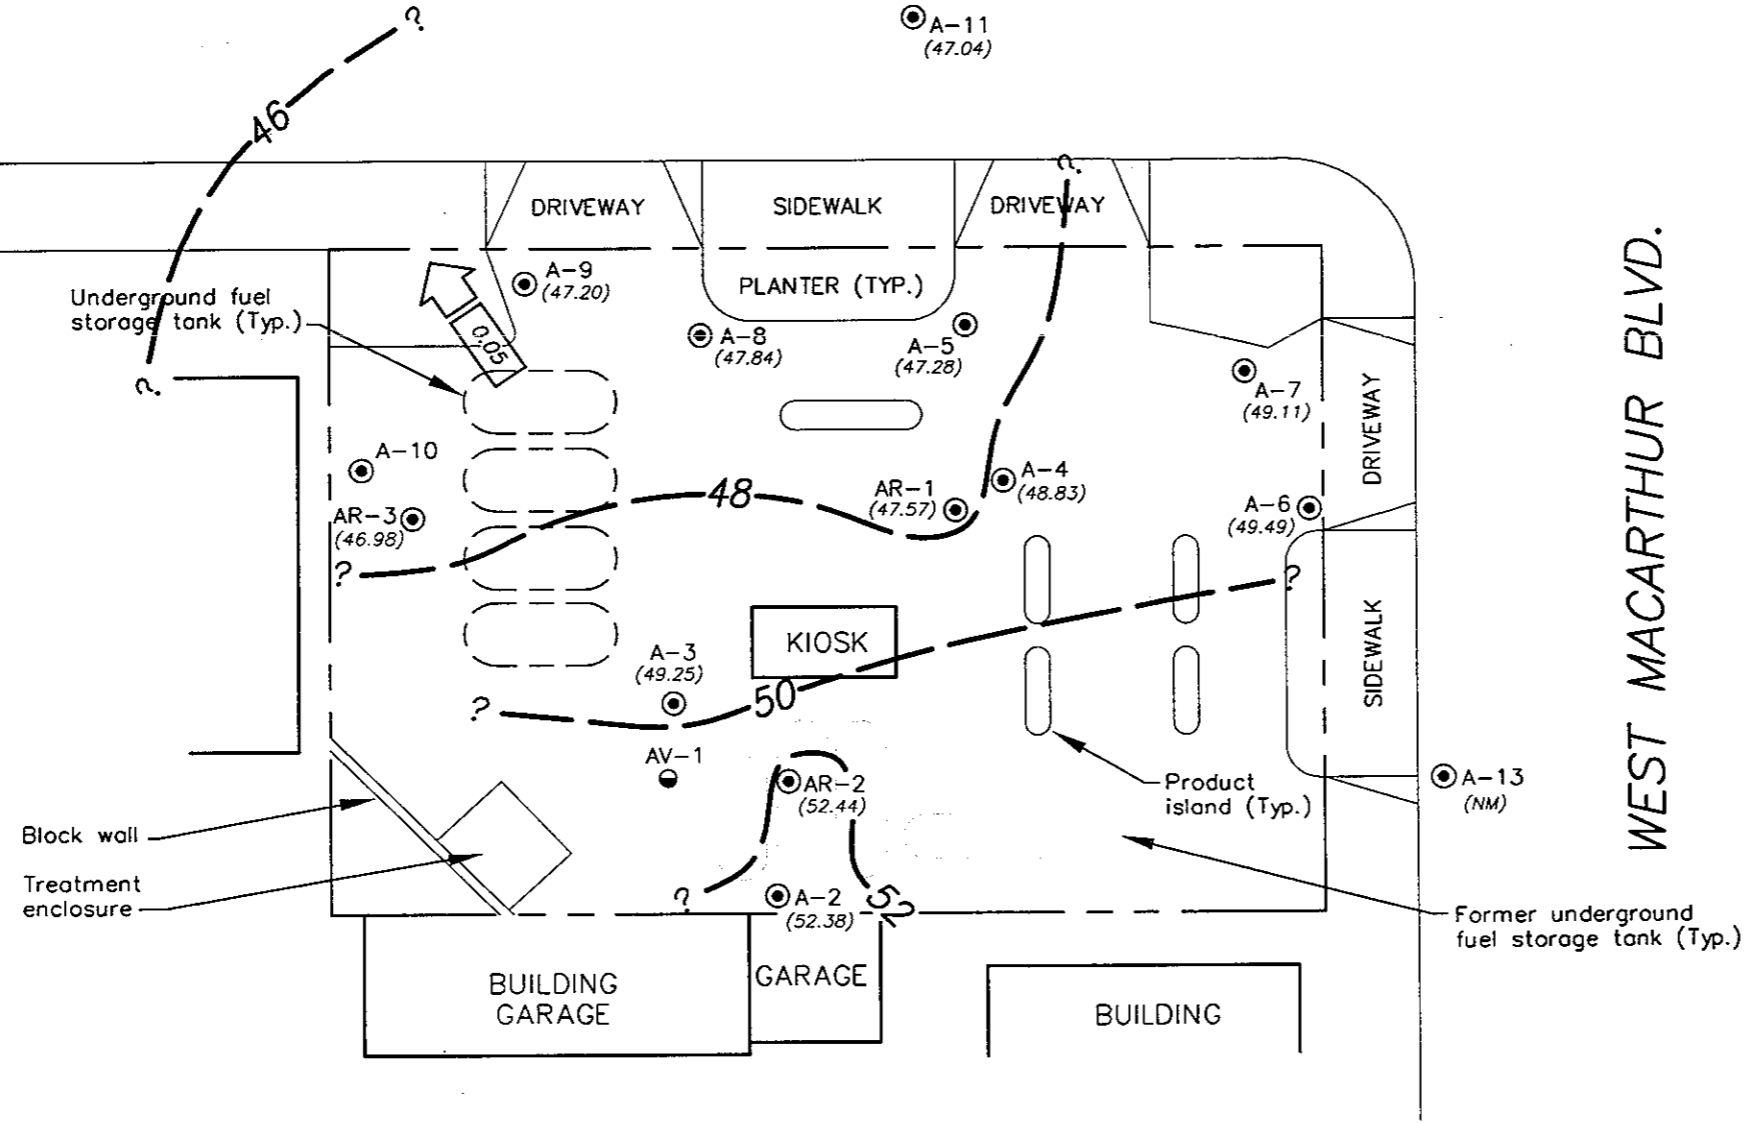 ?
A-11
(47.04)
46
?
DRIVEWAY
SIDEWALK
DRIVEWAY
A-9
(47.20)
PLANTER (TYP.)
Underground fuel
storage tank (Typ.)
0.05
A-8
(47.84)
A-5
(47.28)
A-7
(49.11)
?
DRIVEWAY
A-10
AR-3
(46.98)
48
AR-1
(47.57)
A-4
(48.83)
A-6
(49.49)
?
?
KIOSK
A-3
(49.25)
SIDEWALK
?
50
AV-1
AR-2
(52.44)
Product
island (Typ.)
A-13
(NM)
WEST MACARTHUR BLVD.
Block wall
Treatment
enclosure
?
A-2
(52.38)
52
Former underground
fuel storage tank (Typ.)
BUILDING
GARAGE
GARAGE
BUILDING